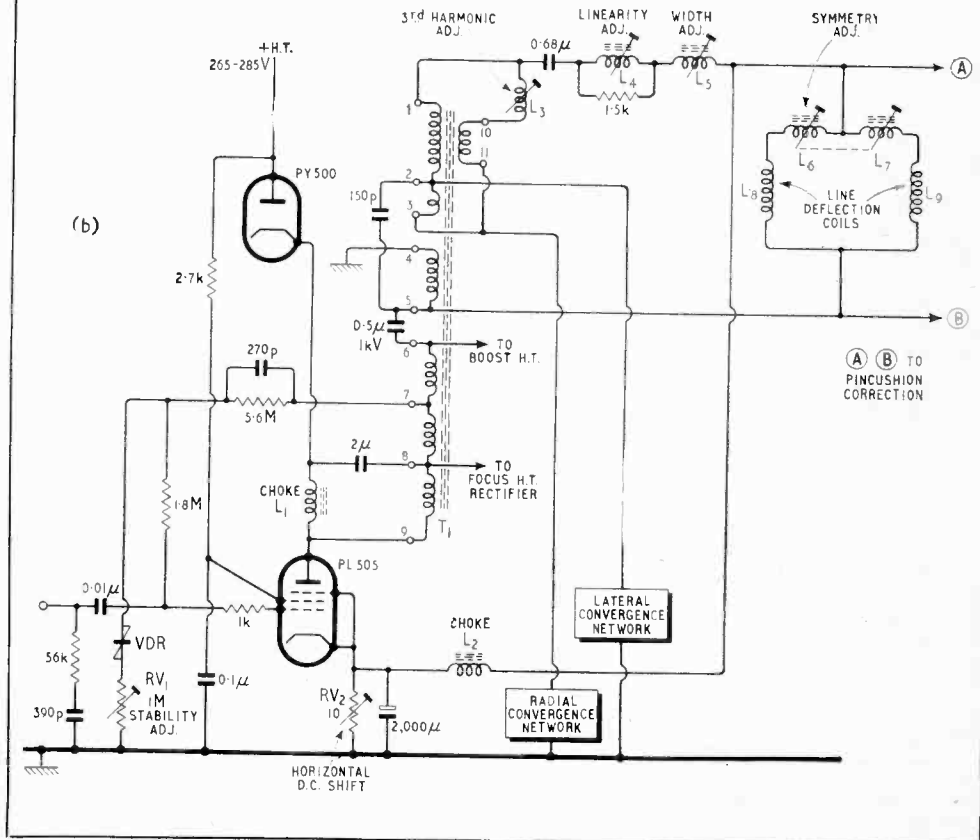 3rd HARMONIC
ADJ.
LINEARITY
ADJ.
WIDTH
ADJ.
SYMMETRY
ADJ.
+H.T.
265-285V
0·68μ
L4
L5
A
1·5k
L3
1
10
11
L6
L7
PY500
(b)
150p
2
3
L8
LINE
DEFLECTION
COILS
L9
4
2·7k
5
B
0·5μ
1kV
6
TO
BOOST H.T.
A B TO
PINCUSHION
CORRECTION
270p
5·6M
7
2μ
8
TO
FOCUS H.T.
RECTIFIER
CHOKE
L1
1·8M
9
T1
PL505
0·01μ
1k
LATERAL
CONVERGENCE
NETWORK
CHOKE
L2
VDR
56k
RV1
1M
STABILITY
ADJ.
0·1μ
RV2
10
2,000μ
RADIAL
CONVERGENCE
NETWORK
390p
HORIZONTAL
D.C. SHIFT